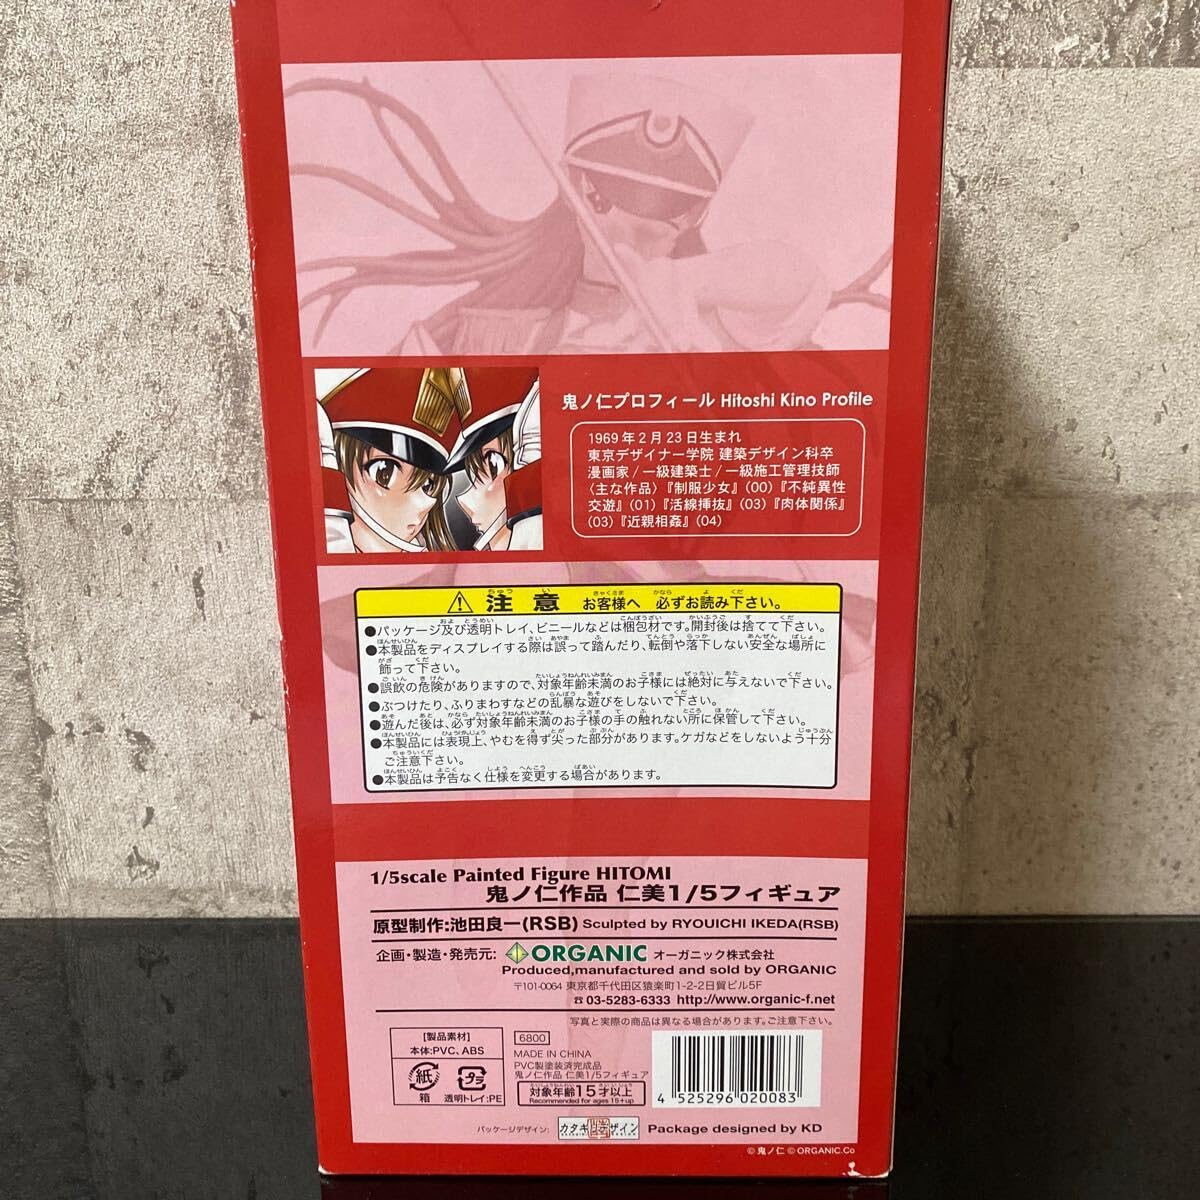 鬼ノ仁プロフィール Hitoshi Kino Profile
1969年2月23日生まれ
東京デザイナー学院 建築デザイン科卒
漫画家/一級建築士/一級施工管理技師
〈主な作品〉『制服少女』(00)『不純異性
交遊』(01)『活線挿抜』(03)『肉体関係』
(03)『近親相姦』(04)
注意 お客様へ 必ずお読み下さい。
●パッケージ及び透明トレイ、ビニールなどは梱包材です。開封後は捨てて下さい。
●本製品をディスプレイする際は誤って踏んだり、転倒や落下しない安全な場所に
飾って下さい。
●誤飲の危険がありますので、対象年齢未満のお子様には絶対に与えないで下さい。
●ぶつけたり、ふりまわすなどの乱暴な遊びをしないで下さい。
●遊んだ後は、必ず対象年齢未満のお子様の手の触れない所に保管して下さい。
●本製品には表現上、やむを得ず尖った部分があります。ケガなどをしないよう十分
ご注意下さい。
●本製品は予告なく仕様を変更する場合があります。
1/5scale Painted Figure HITOMI
鬼ノ仁作品 仁美1/5フィギュア
原型制作:池田良一(RSB) Sculpted by RYOUICHI IKEDA(RSB)
企画・製造・発売元: ORGANIC オーガニック株式会社
Produced,manufactured and sold by ORGANIC
〒101-0064 東京都千代田区猿楽町1-2-2日貿ビル5F
☎03-5283-6333 http://www.organic-f.net
写真と実際の商品は異なる場合があります。ご注意下さい。
[製品素材]
本体:PVC、ABS
紙
箱
プラ
透明トレイ:PE
6800
MADE IN CHINA
PVC製塗装済完成品
鬼ノ仁作品 仁美1/5フィギュア
対象年齢15才以上
Recommended for ages 15+up
4 525296 020083
パッケージデザイン: カタギデザイン Package designed by KD
©鬼ノ仁 ©ORGANIC.Co